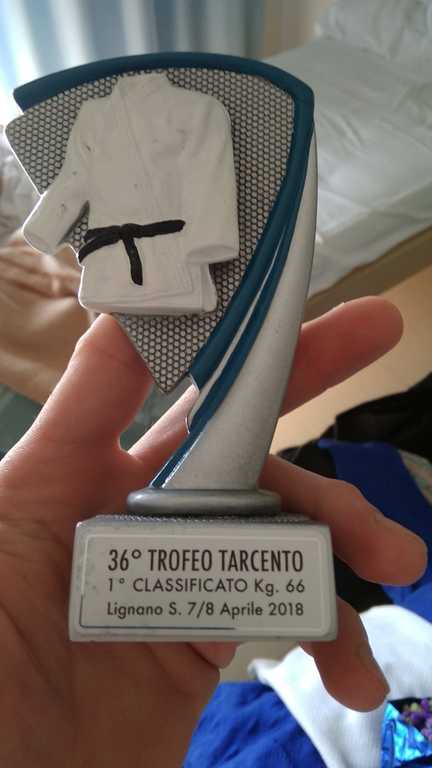 36° TROFEO TARCENTO
1° CLASSIFICATO Kg. 66
Lignano S. 7/8 Aprile 2018